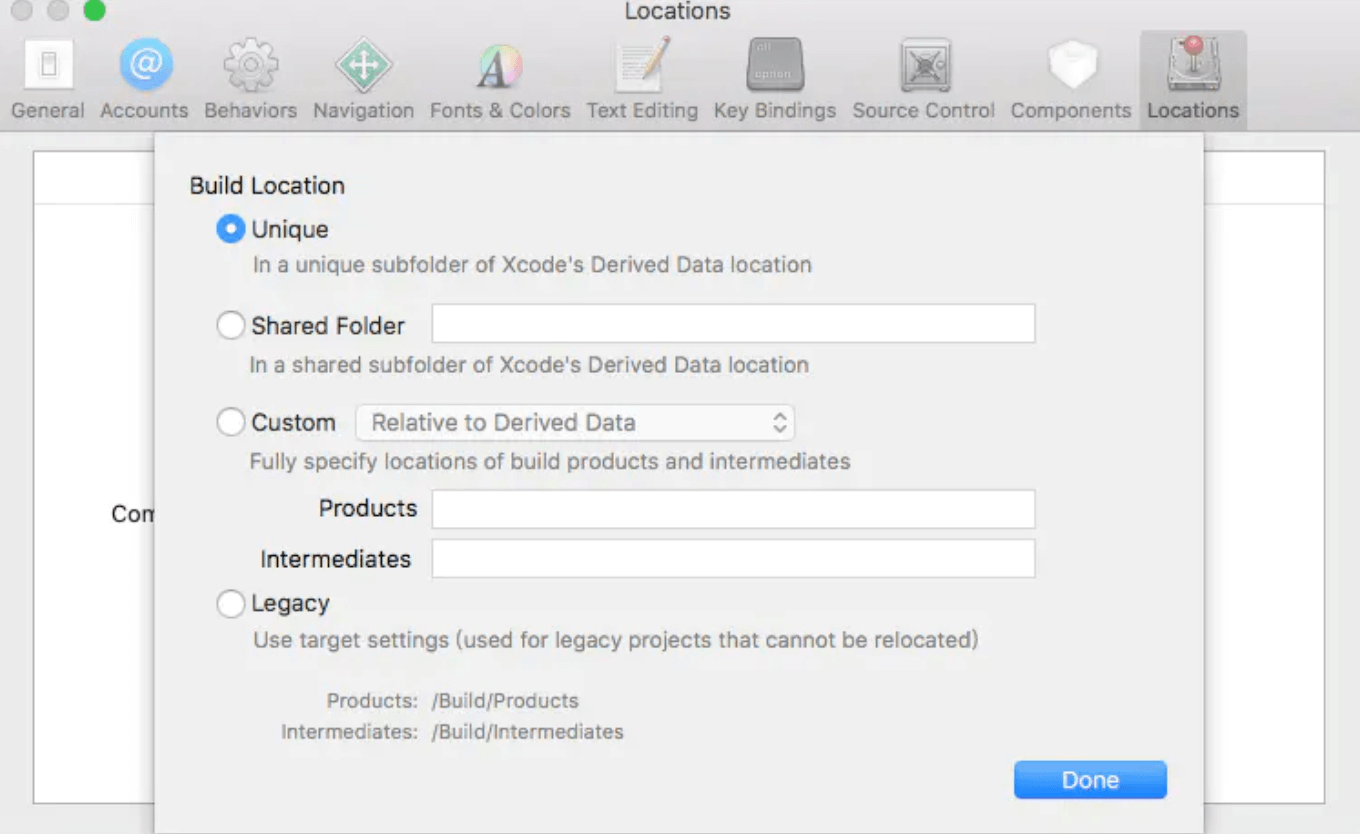 Locations
General Accounts Behaviors Navigation Fonts & Colors Text Editing Key Bindings Source Control Components Locations
Build Location
Unique
In a unique subfolder of Xcode's Derived Data location
Shared Folder
In a shared subfolder of Xcode's Derived Data location
Custom Relative to Derived Data
Fully specify locations of build products and intermediates
Com
Products
Intermediates
Legacy
Use target settings (used for legacy projects that cannot be relocated)
Products: /Build/Products
Intermediates: /Build/Intermediates
Done